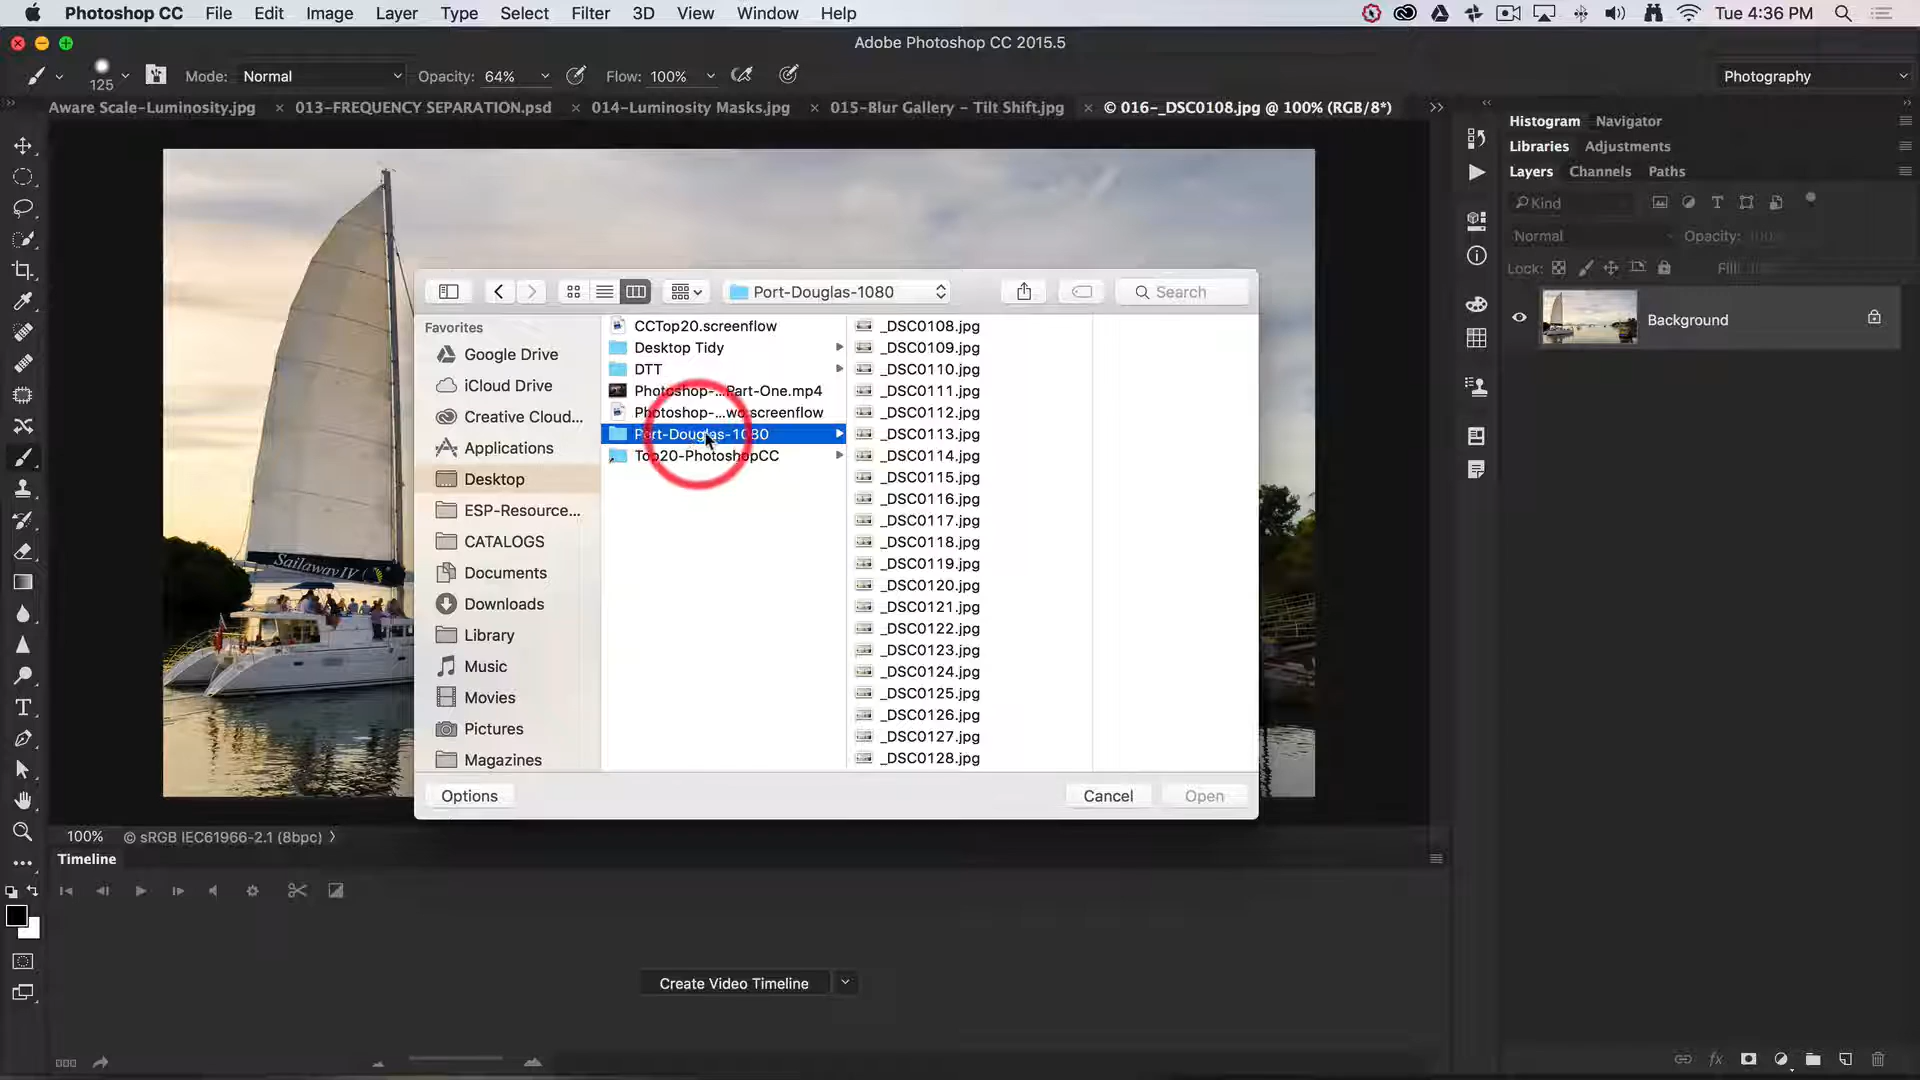 Photoshop CC File Edit Image Layer Type Select Filter 3D View Window Help Tue 4:36 PM
Adobe Photoshop CC 2015.5
125 Mode: Normal Opacity: 64% Flow: 100% Photography
Aware Scale-Luminosity.jpg × 013-FREQUENCY SEPARATION.psd × 014-Luminosity Masks.jpg × 015-Blur Gallery - Tilt Shift.jpg × © 016-_DSC0108.jpg @ 100% (RGB/8*)
Histogram Navigator
Libraries Adjustments
Layers Channels Paths
Kind
Normal Opacity: 100%
Lock: Fill:
Background
Port-Douglas-1080 Search
Favorites
Google Drive
iCloud Drive
Creative Cloud...
Applications
Desktop
ESP-Resource...
CATALOGS
Documents
Downloads
Library
Music
Movies
Pictures
Magazines
CCTop20.screenflow
Desktop Tidy
DTT
Photoshop-...Part-One.mp4
Photoshop-...wo.screenflow
Port-Douglas-1080
Top20-PhotoshopCC
_DSC0108.jpg
_DSC0109.jpg
_DSC0110.jpg
_DSC0111.jpg
_DSC0112.jpg
_DSC0113.jpg
_DSC0114.jpg
_DSC0115.jpg
_DSC0116.jpg
_DSC0117.jpg
_DSC0118.jpg
_DSC0119.jpg
_DSC0120.jpg
_DSC0121.jpg
_DSC0122.jpg
_DSC0123.jpg
_DSC0124.jpg
_DSC0125.jpg
_DSC0126.jpg
_DSC0127.jpg
_DSC0128.jpg
Options Cancel Open
Sailaway IV
100% © sRGB IEC61966-2.1 (8bpc)
Timeline
Create Video Timeline
fx